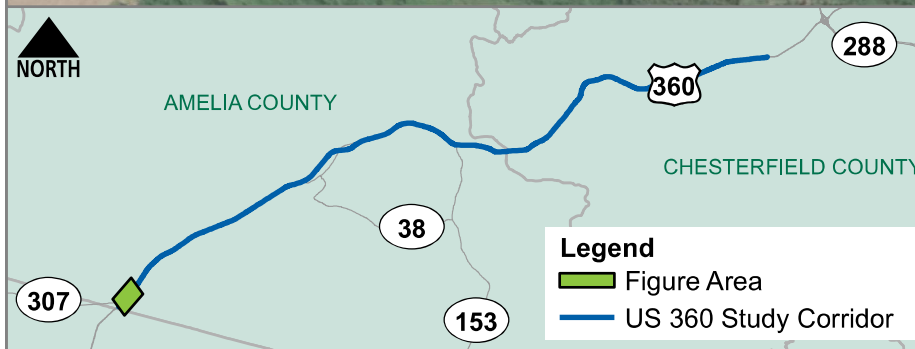 NORTH
288
360
AMELIA COUNTY
CHESTERFIELD COUNTY
38
307
153
Legend
Figure Area
US 360 Study Corridor